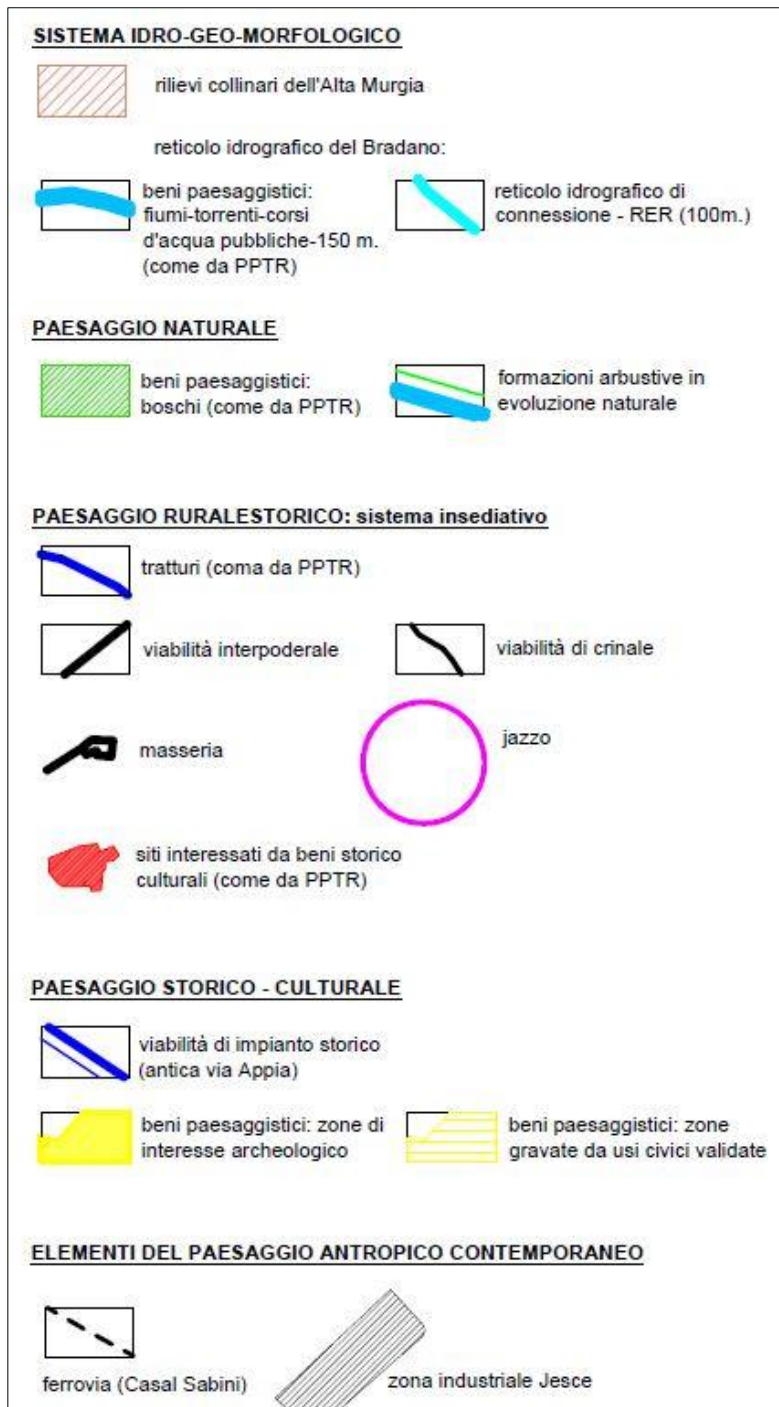 SISTEMA IDRO-GEO-MORFOLOGICO
rilievi collinari dell'Alta Murgia
reticolo idrografico del Bradano:
beni paesaggistici:
fiumi-torrenti-corsi
d'acqua pubbliche-150 m.
(come da PPTR)
reticolo idrografico di
connessione - RER (100m.)
PAESAGGIO NATURALE
beni paesaggistici:
boschi (come da PPTR)
formazioni arbustive in
evoluzione naturale
PAESAGGIO RURALESTORICO: sistema insediativo
tratturi (coma da PPTR)
viabilità interpoderale
viabilità di crinale
masseria
jazzo
siti interessati da beni storico
culturali (come da PPTR)
PAESAGGIO STORICO - CULTURALE
viabilità di impianto storico
(antica via Appia)
beni paesaggistici: zone di
interesse archeologico
beni paesaggistici: zone
gravate da usi civici validate
ELEMENTI DEL PAESAGGIO ANTROPICO CONTEMPORANEO
ferrovia (Casal Sabini)
zona industriale Jesce